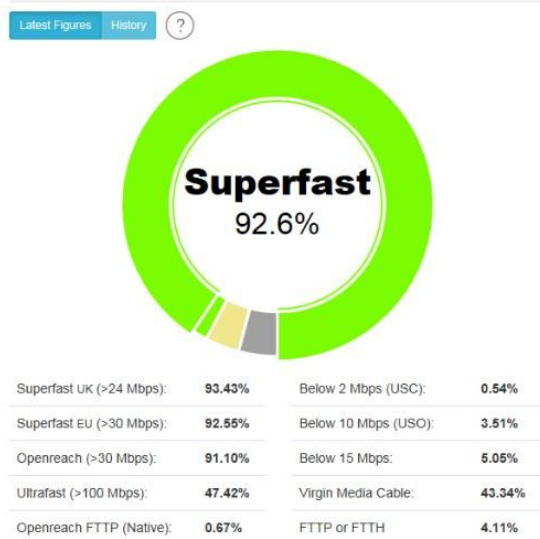 Latest Figures History ?
Superfast
92.6%
Superfast UK (>24 Mbps): 93.43% Below 2 Mbps (USC): 0.54%
Superfast EU (>30 Mbps): 92.55% Below 10 Mbps (USO): 3.51%
Openreach (>30 Mbps): 91.10% Below 15 Mbps: 5.05%
Ultrafast (>100 Mbps): 47.42% Virgin Media Cable: 43.34%
Openreach FTTP (Native): 0.67% FTTP or FTTH 4.11%